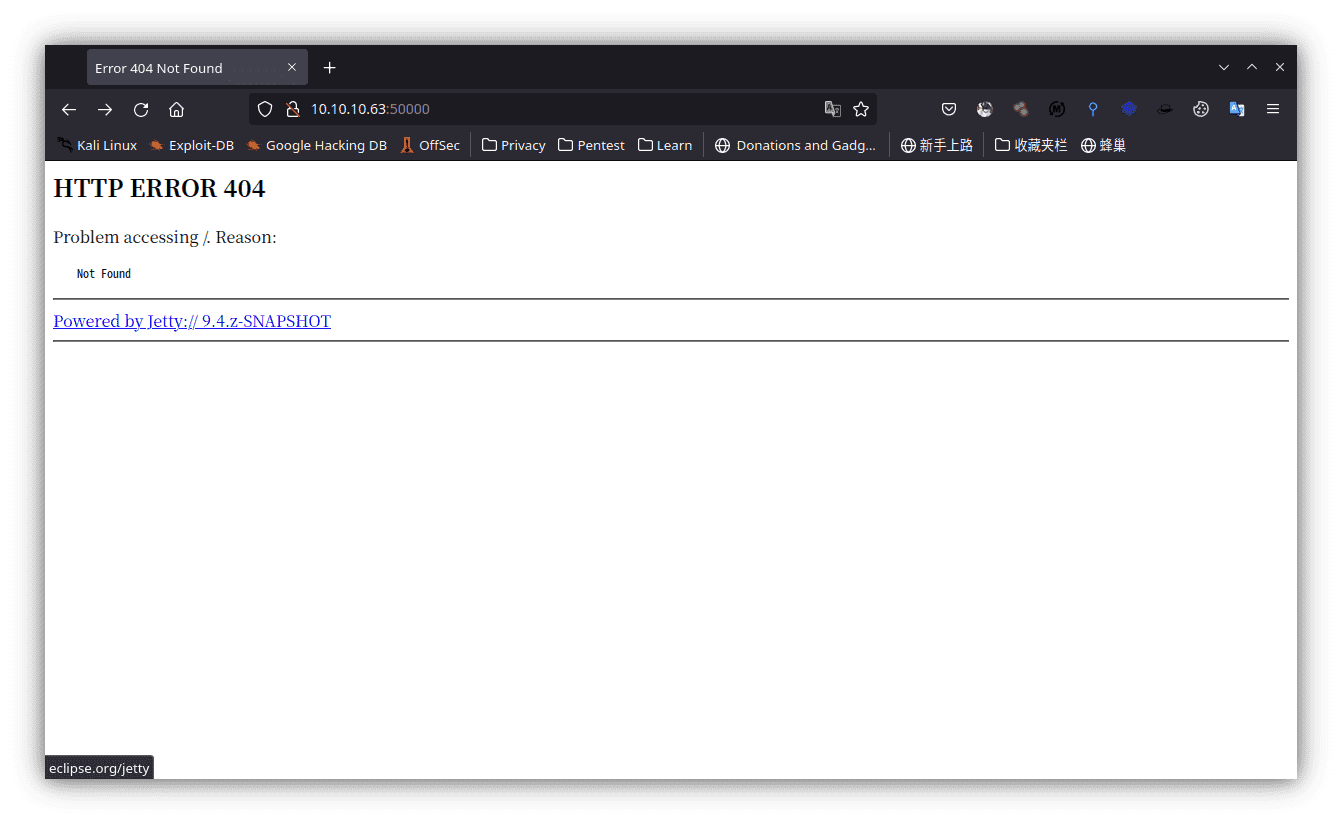 Error 404 Not Found
10.10.10.63:50000
Kali Linux Exploit-DB Google Hacking DB OffSec Privacy Pentest Learn Donations and Gadg... 新手上路 收藏夹栏 蜂巢
HTTP ERROR 404
Problem accessing /. Reason:
Not Found
Powered by Jetty:// 9.4.z-SNAPSHOT
eclipse.org/jetty